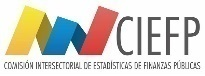 CIEFP
COMISIÓN INTERSECTORIAL DE ESTADÍSTICAS DE FINANZAS PÚBLICAS